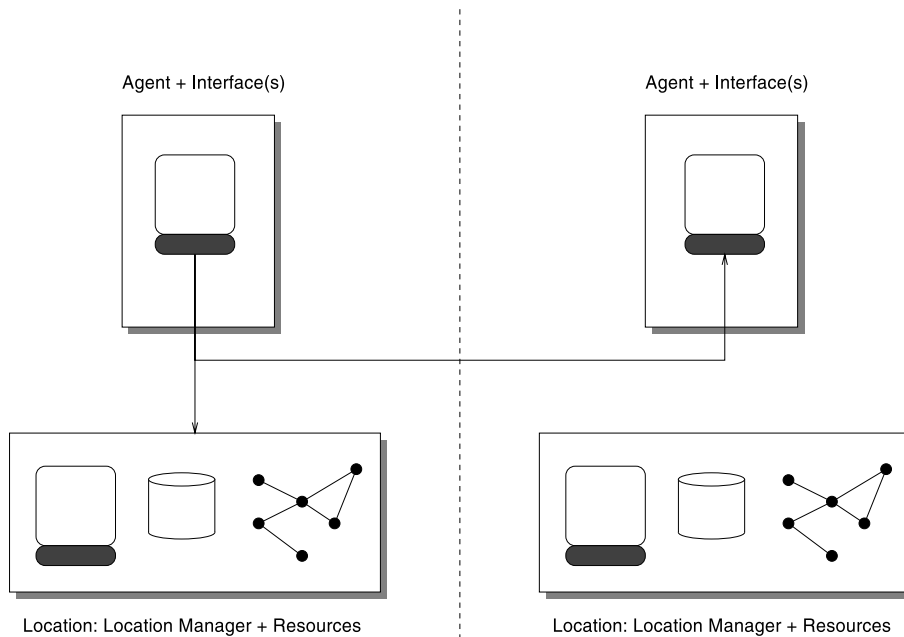 Agent + Interface(s)
Agent + Interface(s)
Location: Location Manager + Resources
Location: Location Manager + Resources